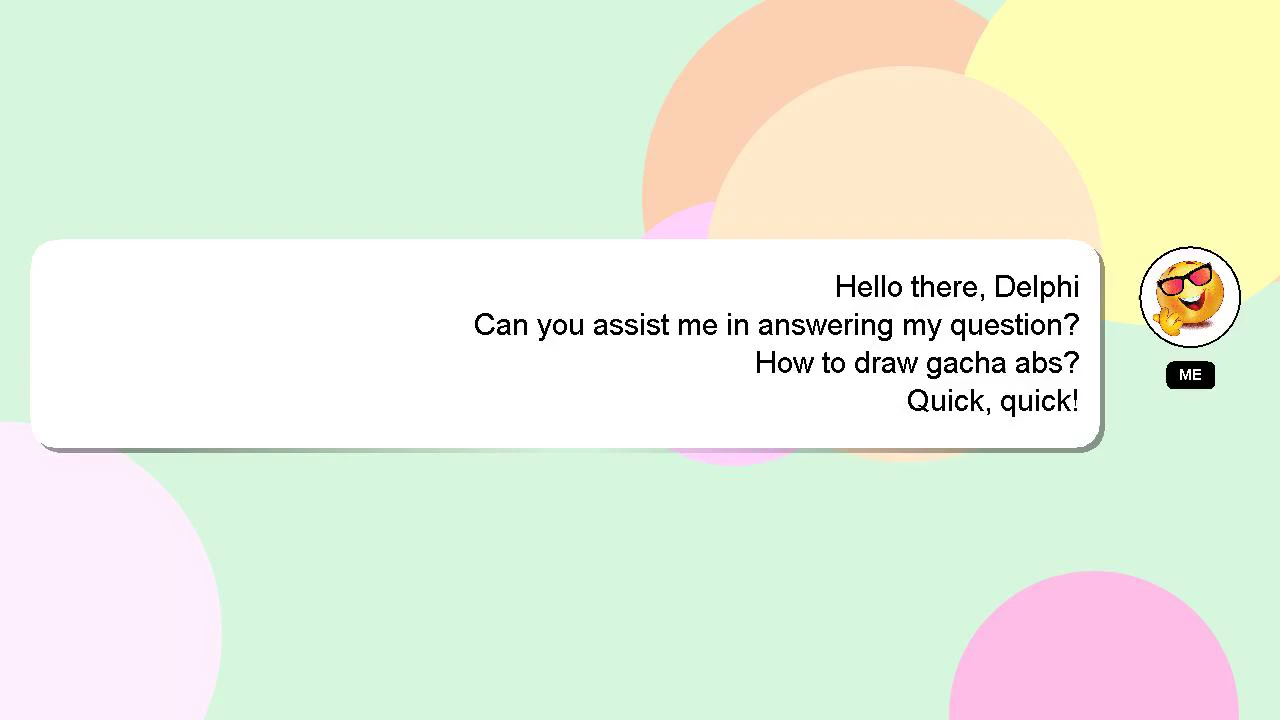 Hello there, Delphi
Can you assist me in answering my question?
How to draw gacha abs?
Quick, quick!
ME